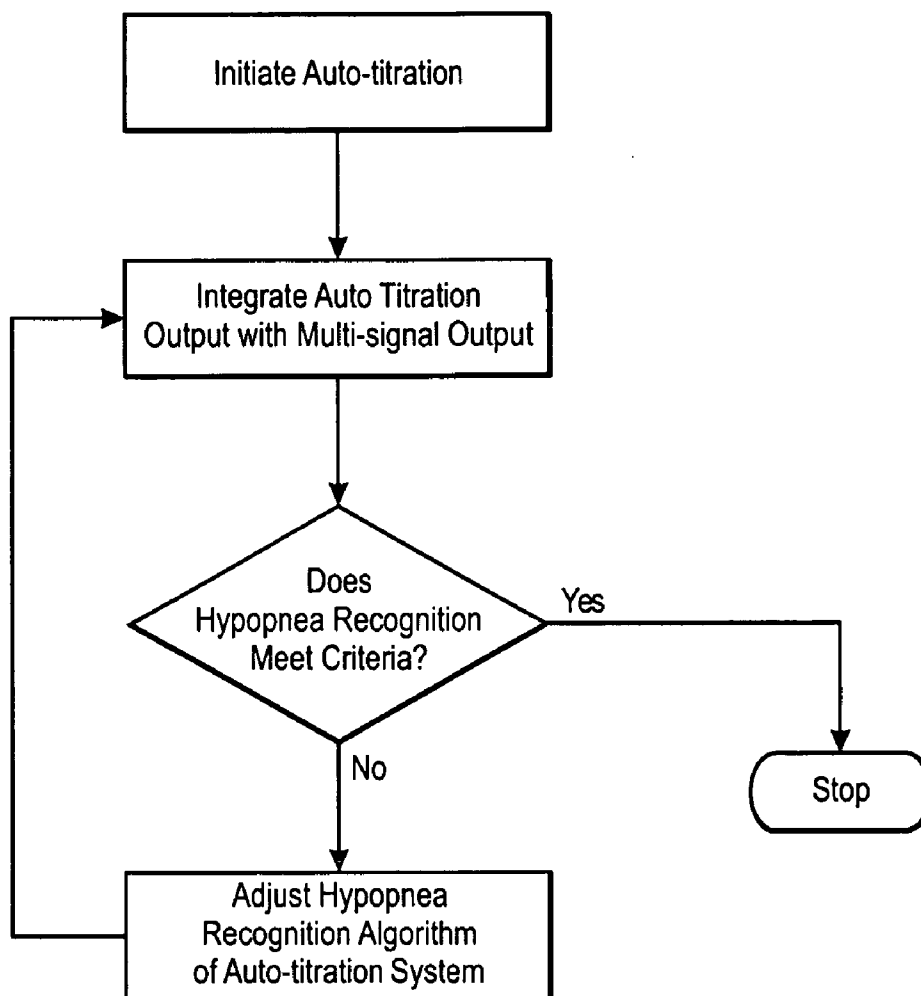 Initiate Auto-titration
Integrate Auto Titration
Output with Multi-signal Output
Does
Hypopnea Recognition
Meet Criteria?
Yes
No
Stop
Adjust Hypopnea
Recognition Algorithm
of Auto-titration System